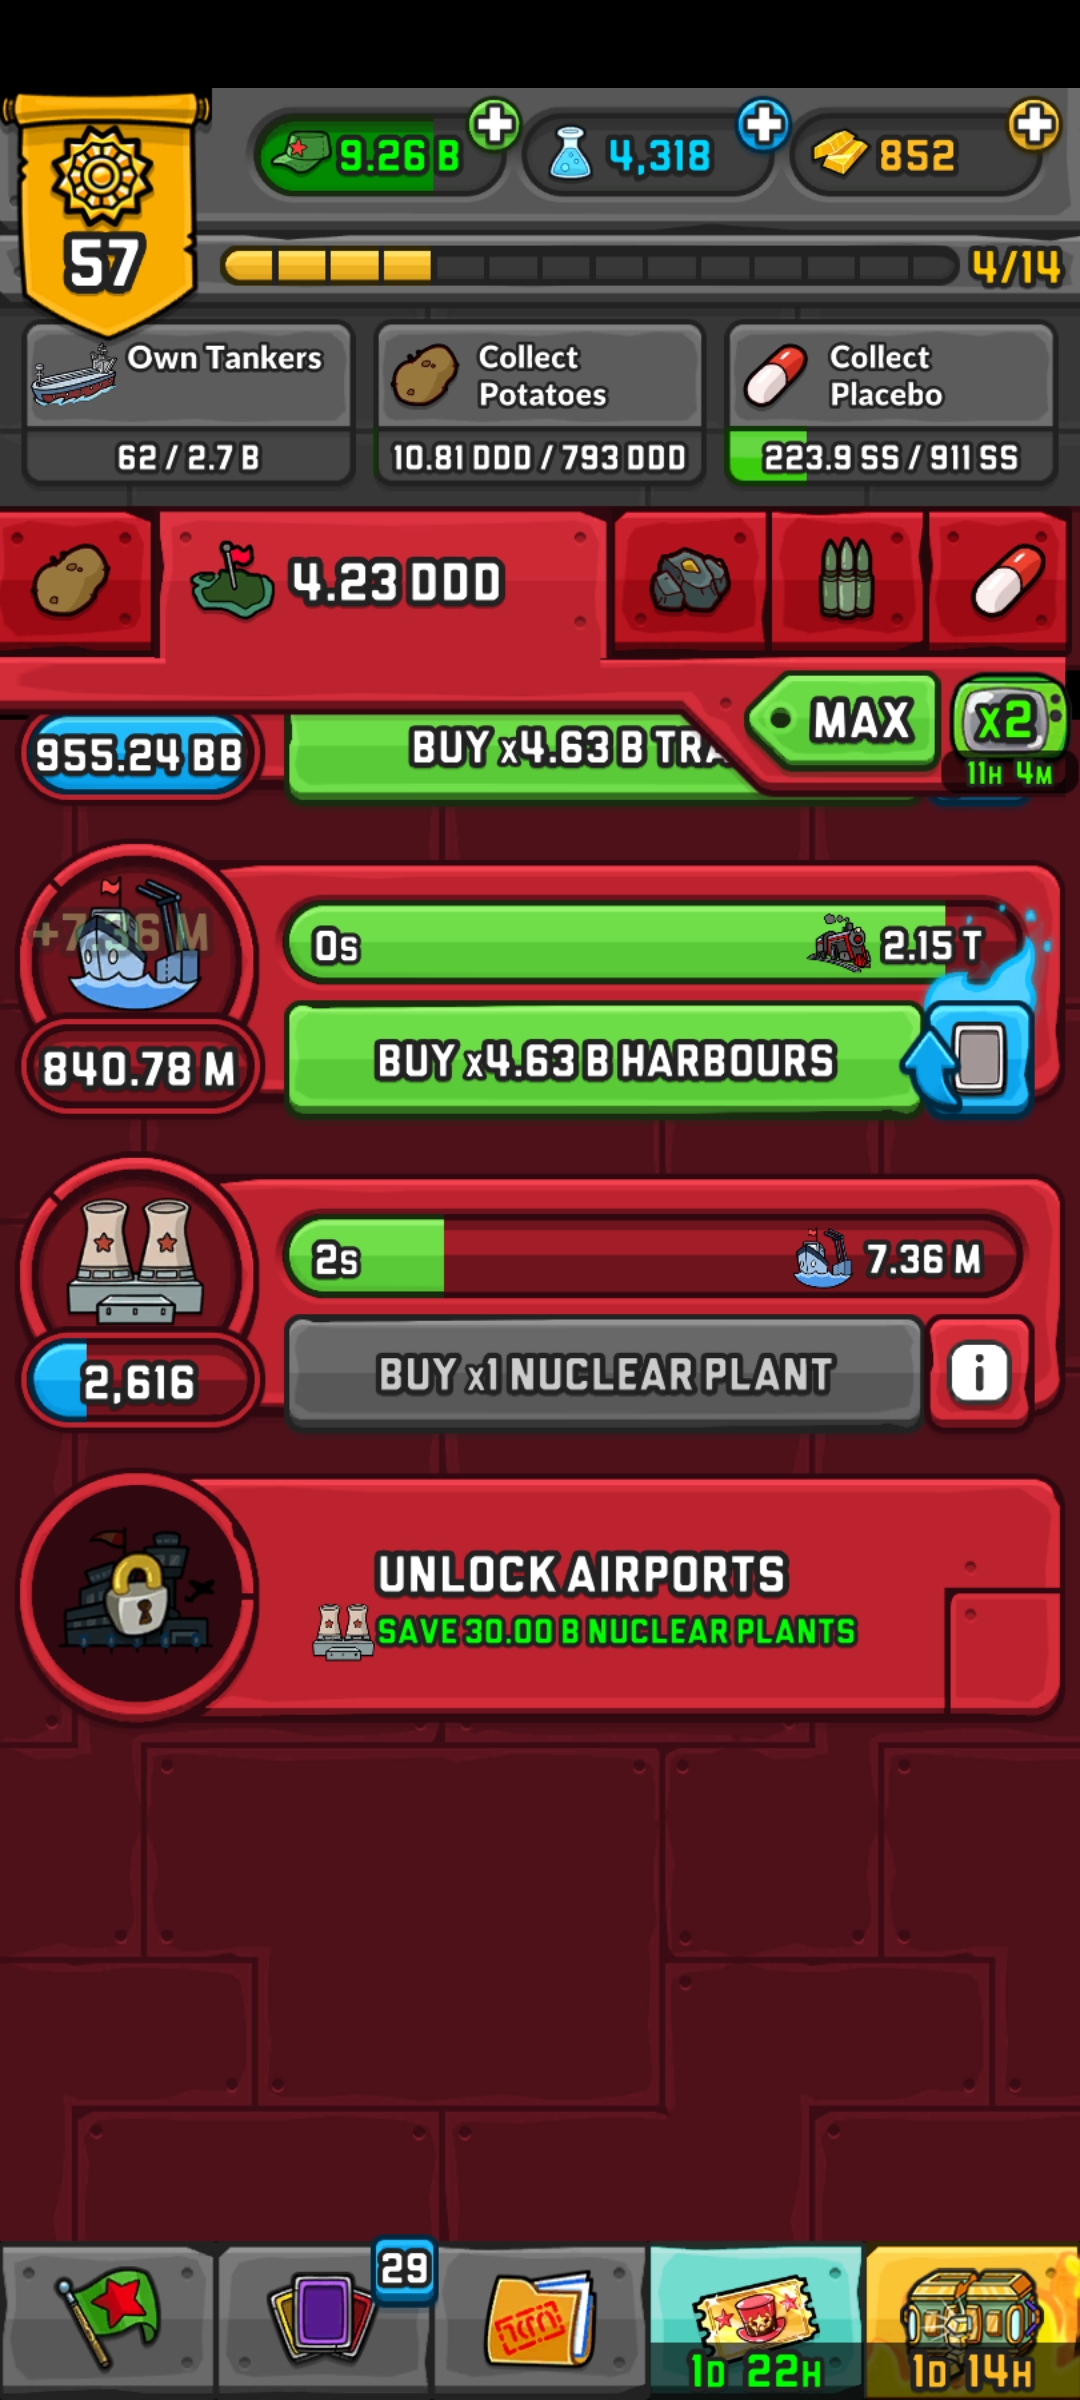 9.26 B
4,318
852
57
4/14
Own Tankers
62 / 2.7 B
Collect
Potatoes
10.81 DDD / 793 DDD
Collect
Placebo
223.9 SS / 911 SS
4.23 DDD
MAX
x2
11H 4M
955.24 BB
BUY x4.63 B TRA
+7.36 M
0s
2.15 T
840.78 M
BUY x4.63 B HARBOURS
2s
7.36 M
2,616
BUY x1 NUCLEAR PLANT
i
UNLOCK AIRPORTS
SAVE 30.00 B NUCLEAR PLANTS
29
1D 22H
1D 14H